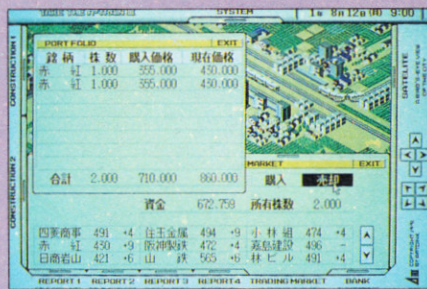 SYSTEM
1年 8月12日 (日) 9:00
PORT FOLIO EXIT
銘柄 株数 購入価格 現在価格
赤 紅 1.000 355.000 450.000
赤 紅 1.000 355.000 450.000
合計 2.000 710.000 860.000
MARKET EXIT
購入 売却
資金 672.759 所有株数 2.000
四菱商事 491 +4 住王金属 494 +9 小林組 474 +4
赤 紅 430 +9 阪神製鉄 472 +4 嘉島建設 496 -
日商岩山 421 +6 山 鉄 565 +6 林ビル 491 +4
REPORT 1 REPORT 2 REPORT 3 REPORT 4 TRADING MARKET BANK
CONSTRUCTION 1
CONSTRUCTION 2
SATELITE